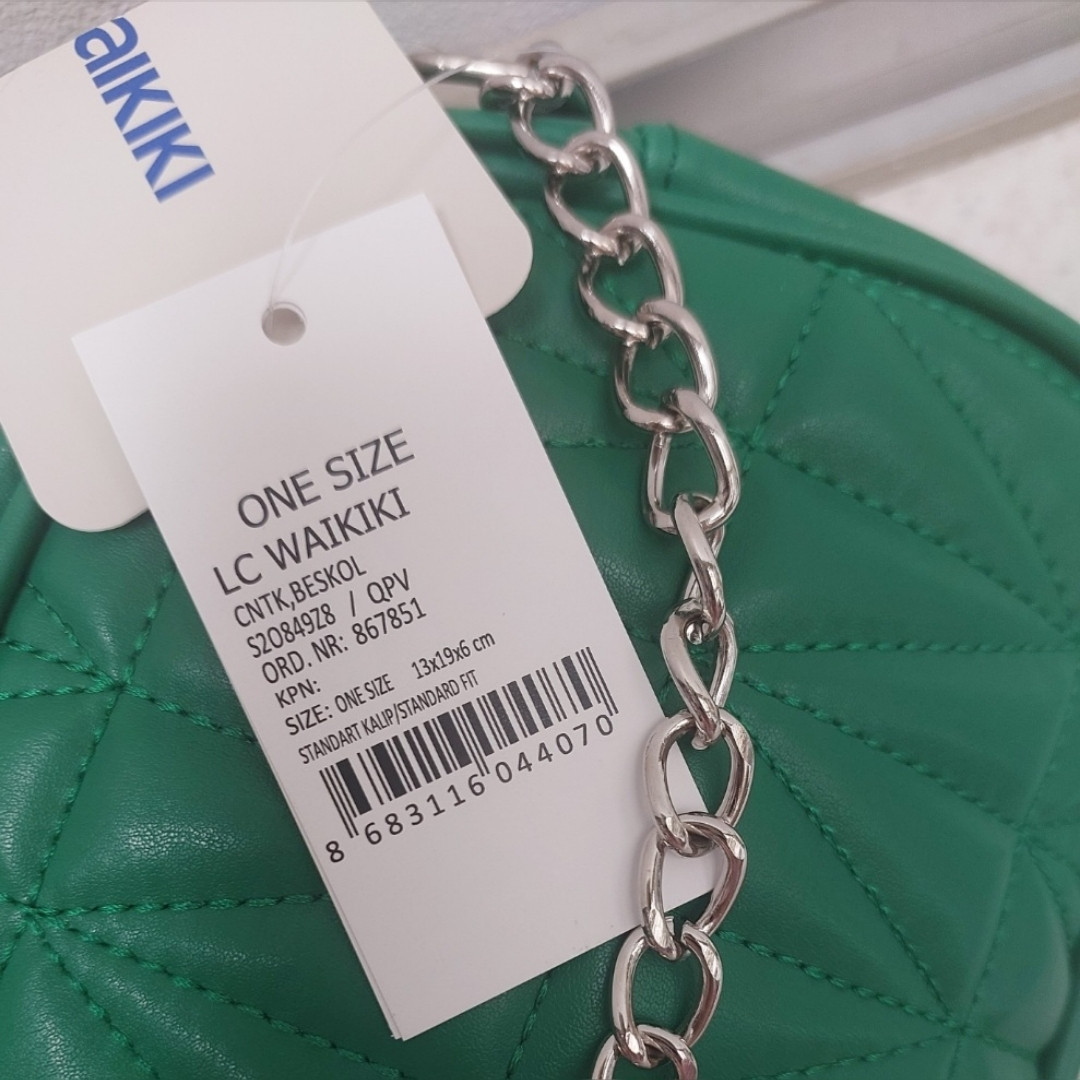 aikiki
ONE SIZE
LC WAIKIKI
CNTK,BESKOL
S2O849Z8 / QPV
ORD. NR: 867851
KPN:
SIZE: ONE SIZE 13x19x6 cm
STANDART KALIP/STANDARD FIT
8 683116 044070